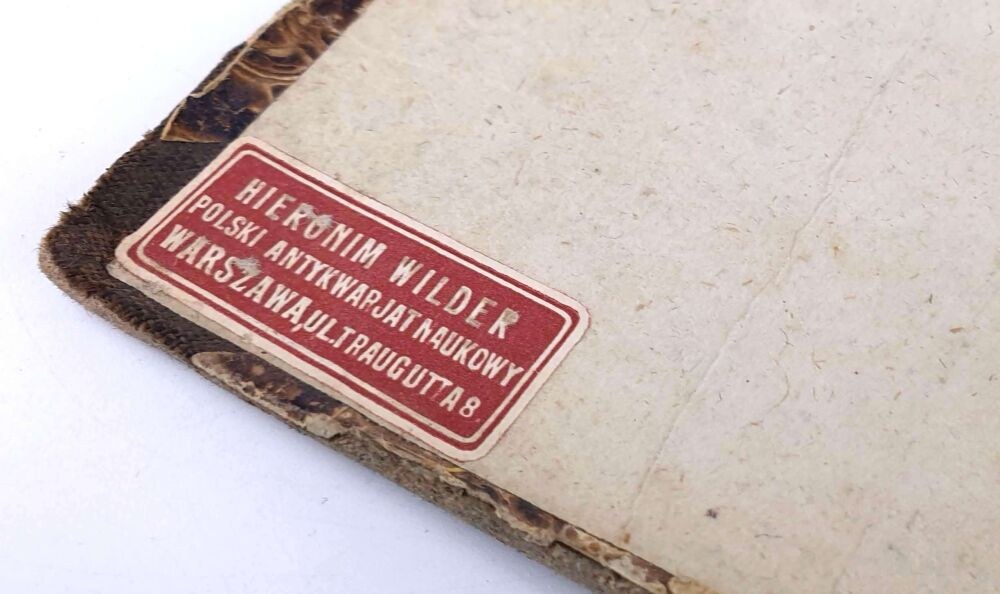 HIERONIM WILDER
POLSKI ANTYKWARJAT NAUKOWY
WARSZAWA, UL TRAUGUTTA 8